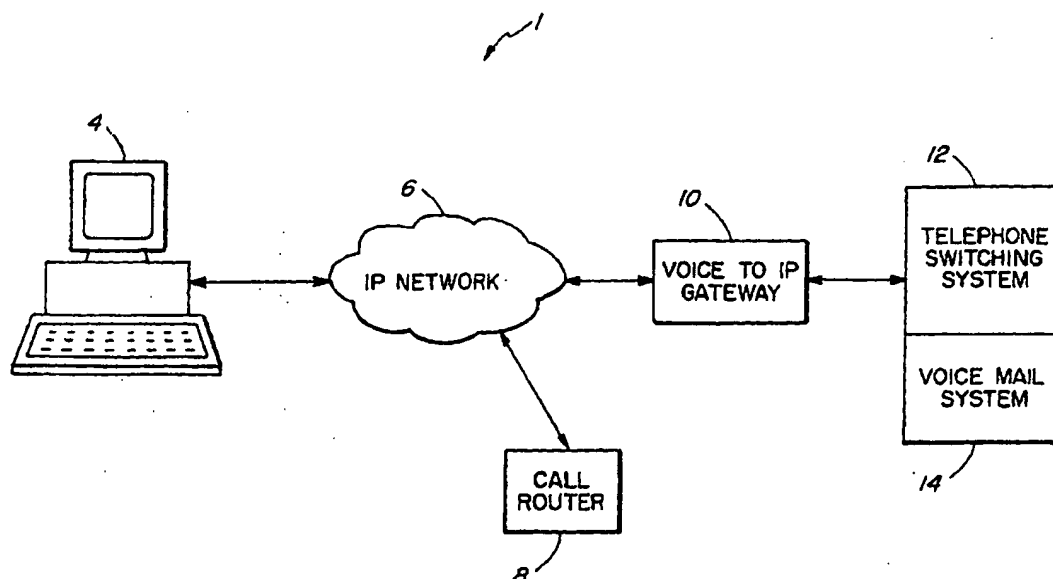 1
4
6
10
12
IP NETWORK
VOICE TO IP
GATEWAY
TELEPHONE
SWITCHING
SYSTEM
VOICE MAIL
SYSTEM
14
CALL
ROUTER
8